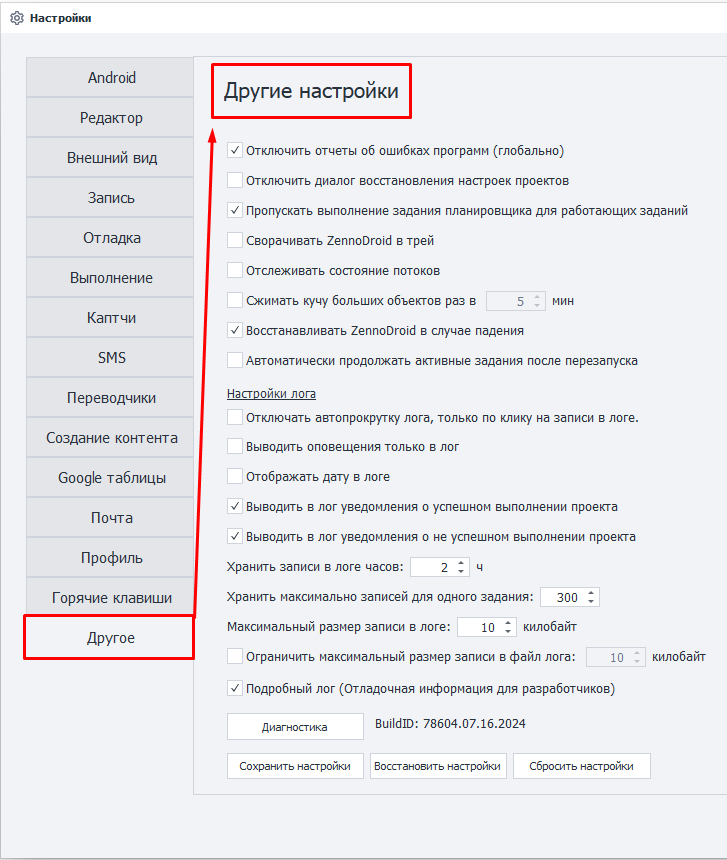 Настройки
Android
Редактор
Внешний вид
Запись
Отладка
Выполнение
Каптчи
SMS
Переводчики
Создание контента
Google таблицы
Почта
Профиль
Горячие клавиши
Другое
Другие настройки
Отключить отчеты об ошибках программ (глобально)
Отключить диалог восстановления настроек проектов
Пропускать выполнение задания планировщика для работающих заданий
Сворачивать ZennoDroid в трей
Отслеживать состояние потоков
Сжимать кучу больших объектов раз в 5 мин
Восстанавливать ZennoDroid в случае падения
Автоматически продолжать активные задания после перезапуска
Настройки лога
Отключать автопрокрутку лога, только по клику на записи в логе.
Выводить оповещения только в лог
Отображать дату в логе
Выводить в лог уведомления о успешном выполнении проекта
Выводить в лог уведомления о не успешном выполнении проекта
Хранить записи в логе часов: 2 ч
Хранить максимально записей для одного задания: 300
Максимальный размер записи в логе: 10 килобайт
Ограничить максимальный размер записи в файл лога: 10 килобайт
Подробный лог (Отладочная информация для разработчиков)
Диагностика BuildID: 78604.07.16.2024
Сохранить настройки Восстановить настройки Сбросить настройки